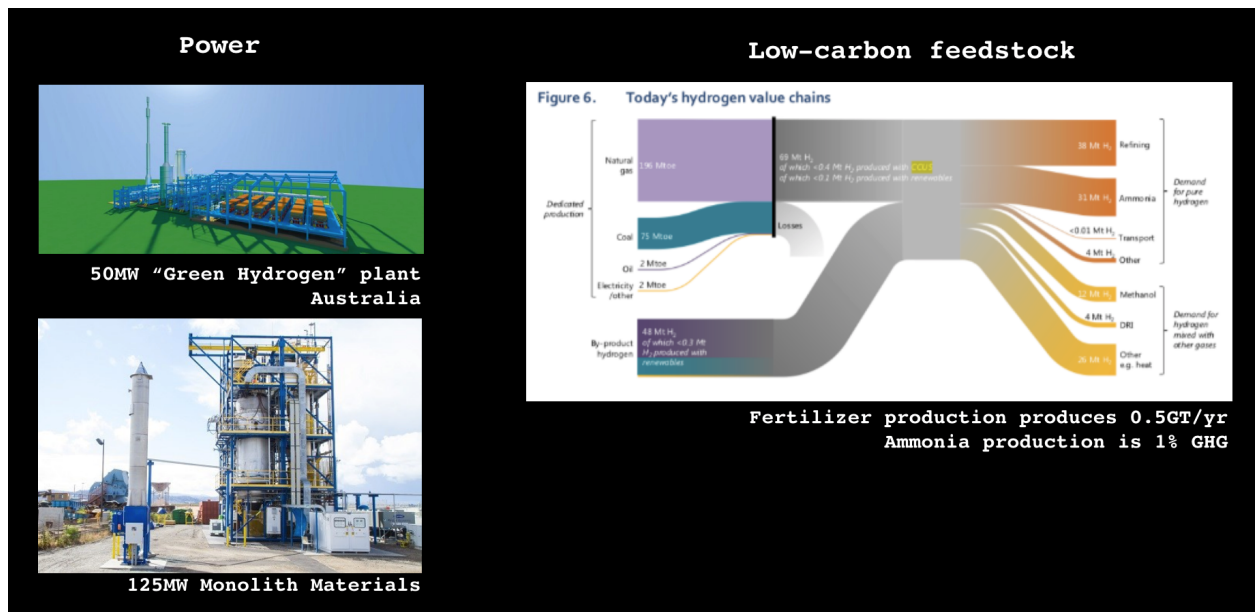 Power
50MW “Green Hydrogen” plant
Australia
125MW Monolith Materials
Low-carbon feedstock
Figure 6. Today's hydrogen value chains
Dedicated
production
Natural
gas
196 Mtoe
Coal
75 Mtoe
Oil
2 Mtoe
Electricity
/other
2 Mtoe
By-product
hydrogen
48 Mt H2
of which <0.3 Mt
H2 produced with
renewables
69 Mt H2
of which <0.4 Mt H2 produced with CCUS
of which <0.1 Mt H2 produced with renewables
Losses
38 Mt H2
Refining
31 Mt H2
Ammonia
<0.01 Mt H2
Transport
4 Mt H2
Other
Demand
for pure
hydrogen
12 Mt H2
Methanol
4 Mt H2
DRI
26 Mt H2
Other
e.g. heat
Demand for
hydrogen
mixed with
other gases
Fertilizer production produces 0.5GT/yr
Ammonia production is 1% GHG